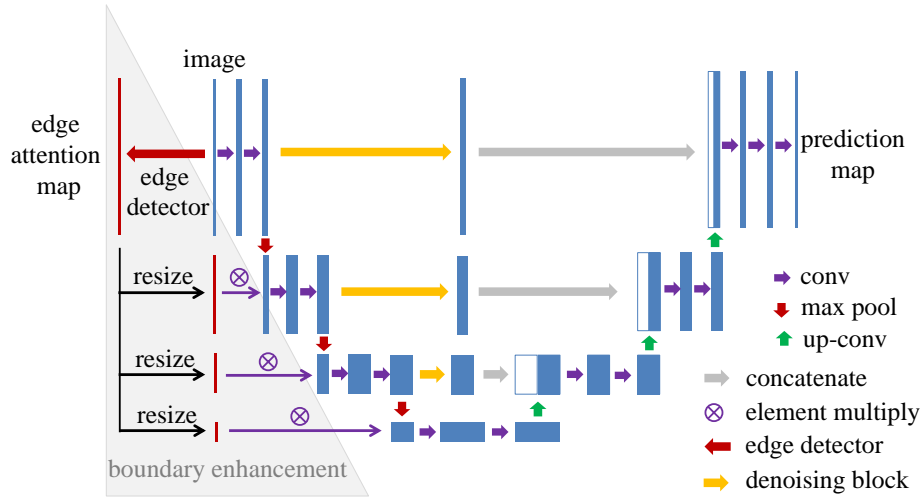 image
edge
attention
map
edge
detector
prediction
map
resize
resize
resize
boundary enhancement
conv
max pool
up-conv
concatenate
element multiply
edge detector
denoising block